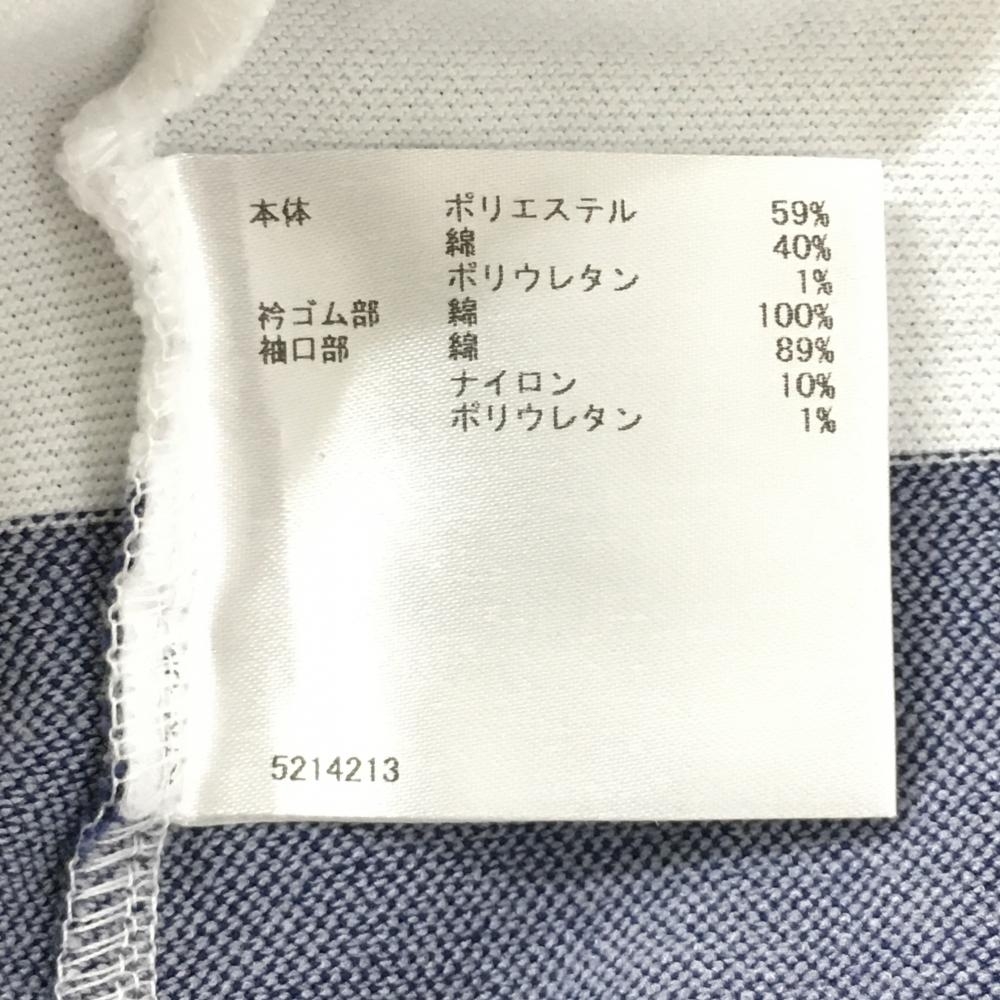 本体 ポリエステル 59%
綿 40%
ポリウレタン 1%
衿ゴム部 綿 100%
袖口部 綿 89%
ナイロン 10%
ポリウレタン 1%
5214213